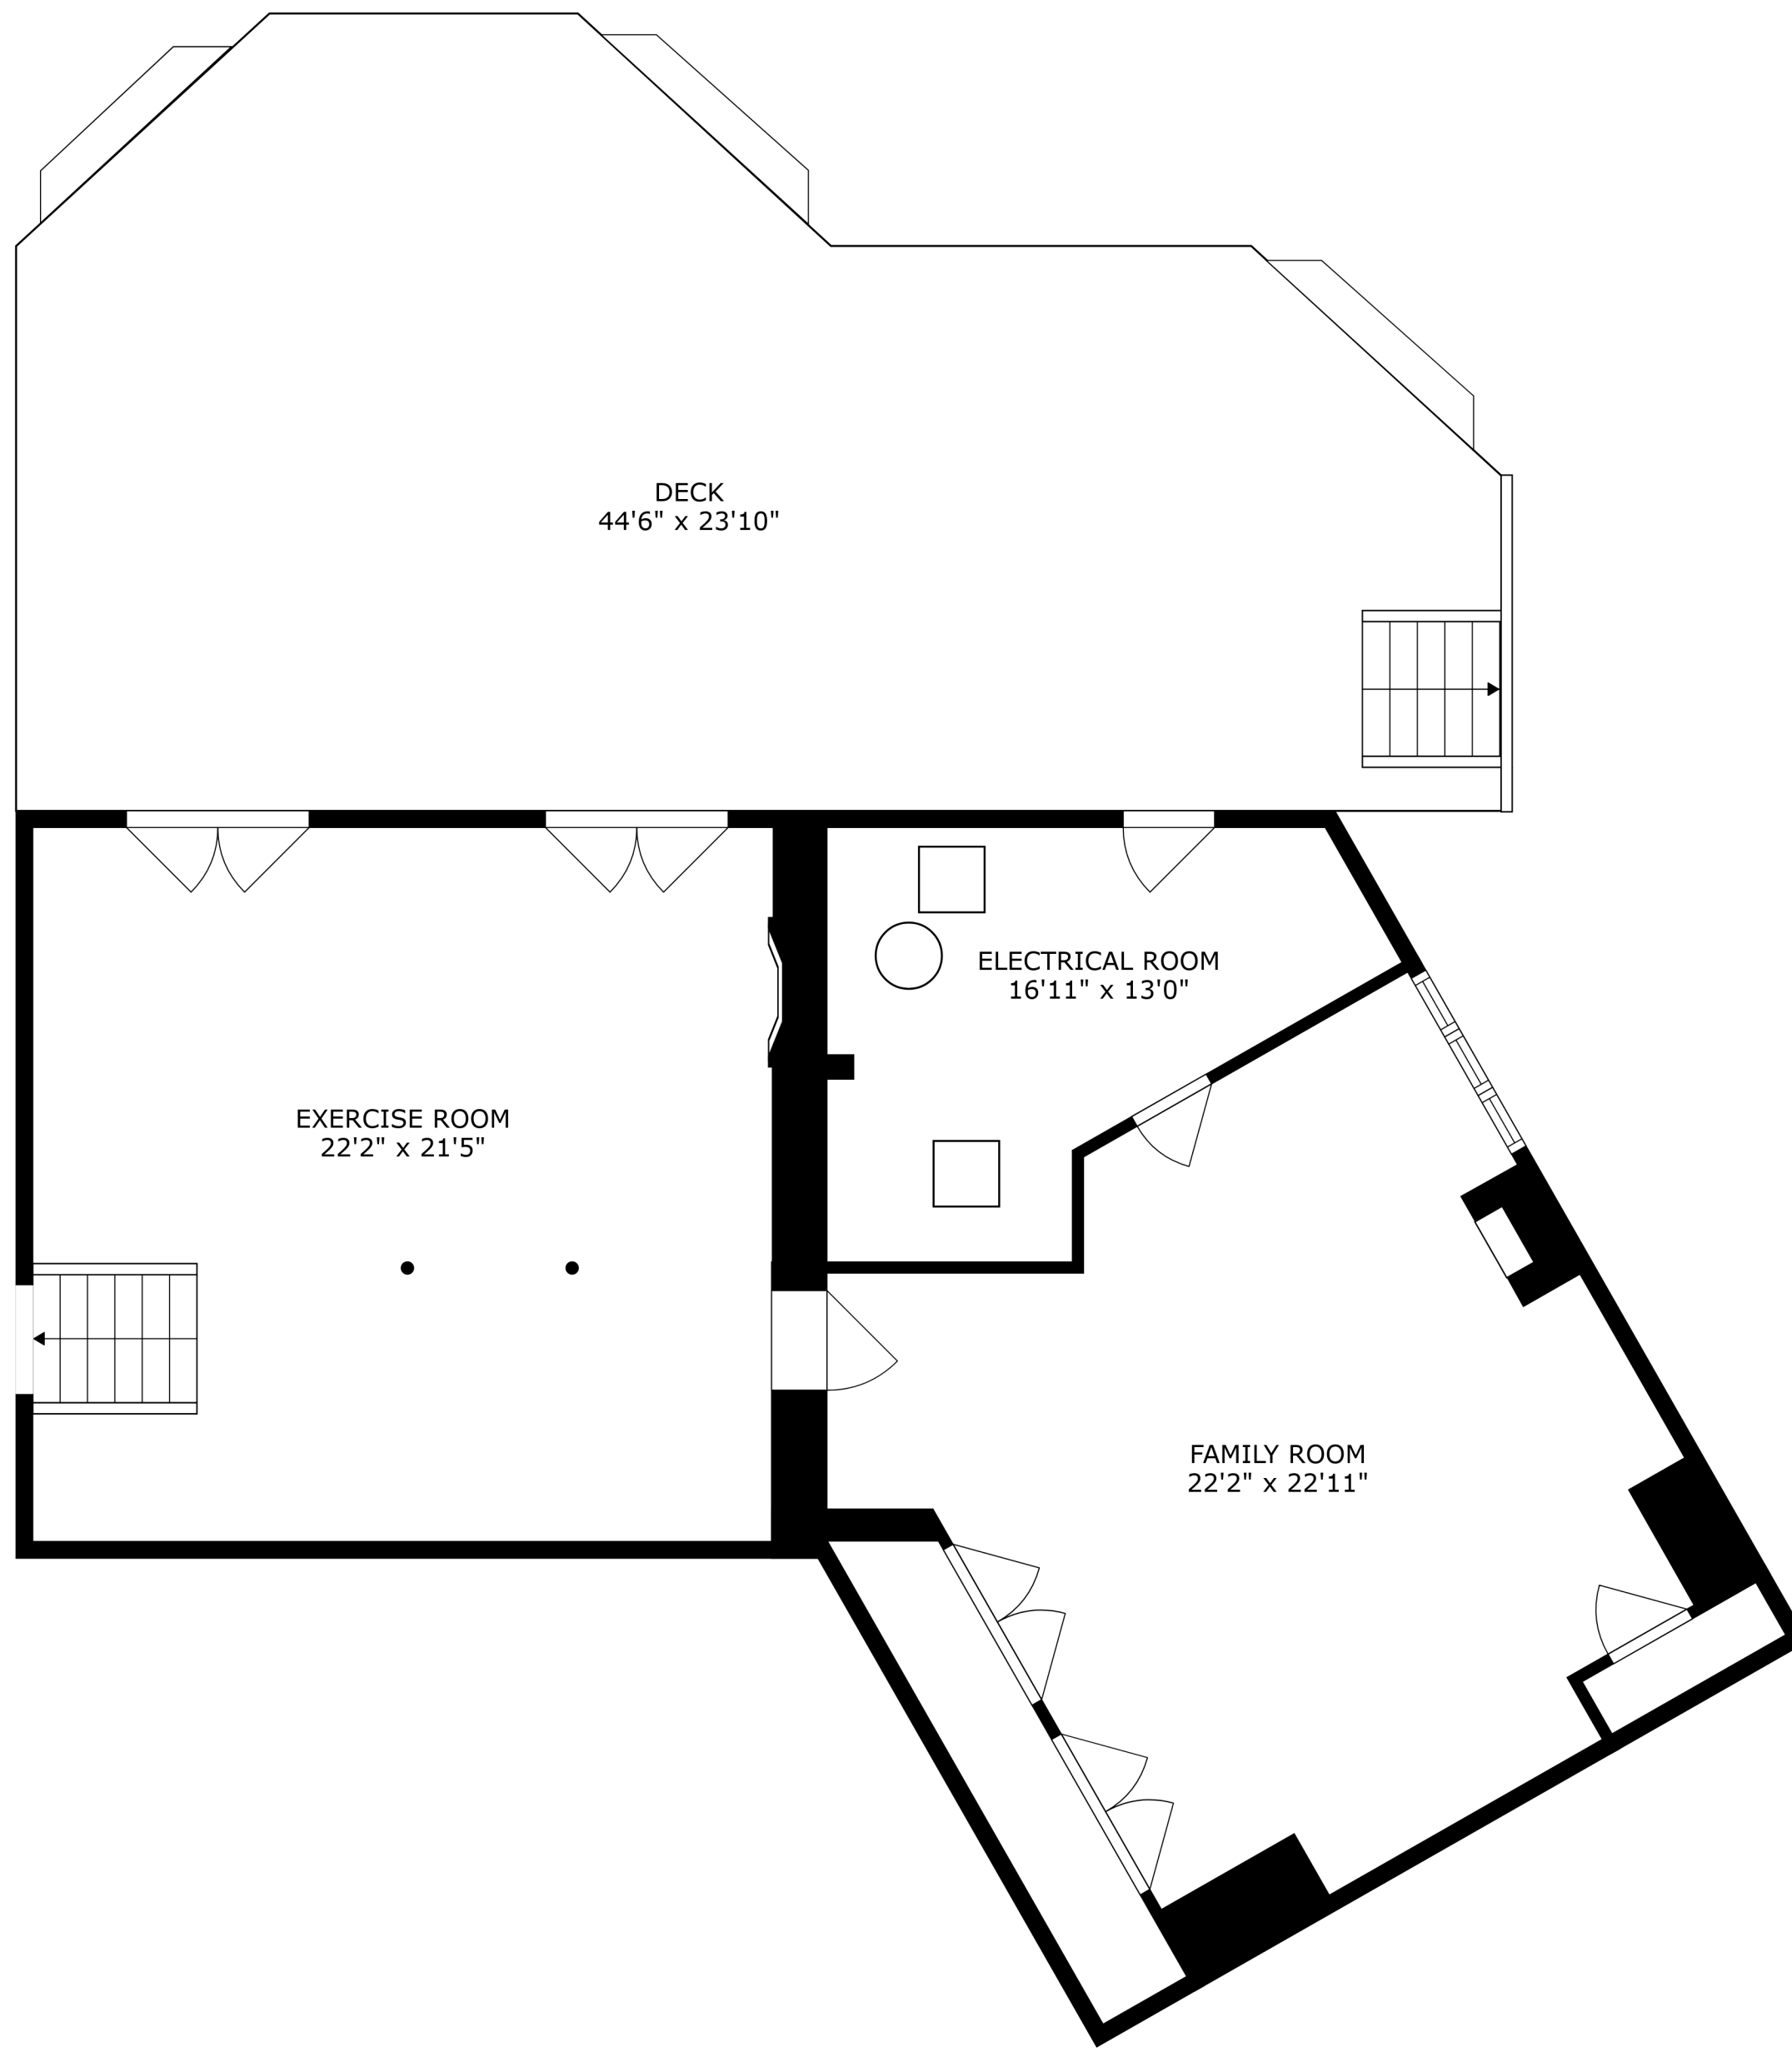 DECK
44'6" x 23'10"
ELECTRICAL ROOM
16'11" x 13'0"
EXERCISE ROOM
22'2" x 21'5"
FAMILY ROOM
22'2" x 22'11"